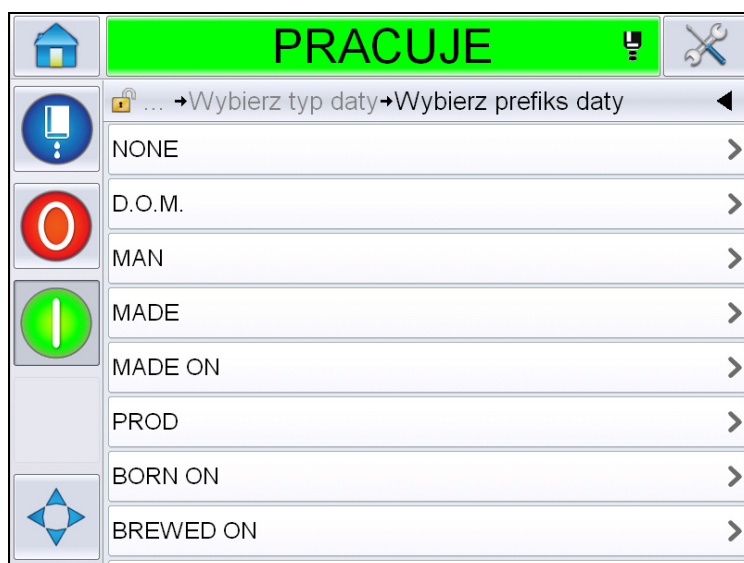 PRACUJE
... →Wybierz typ daty→Wybierz prefiks daty
NONE
D.O.M.
MAN
MADE
MADE ON
PROD
BORN ON
BREWED ON